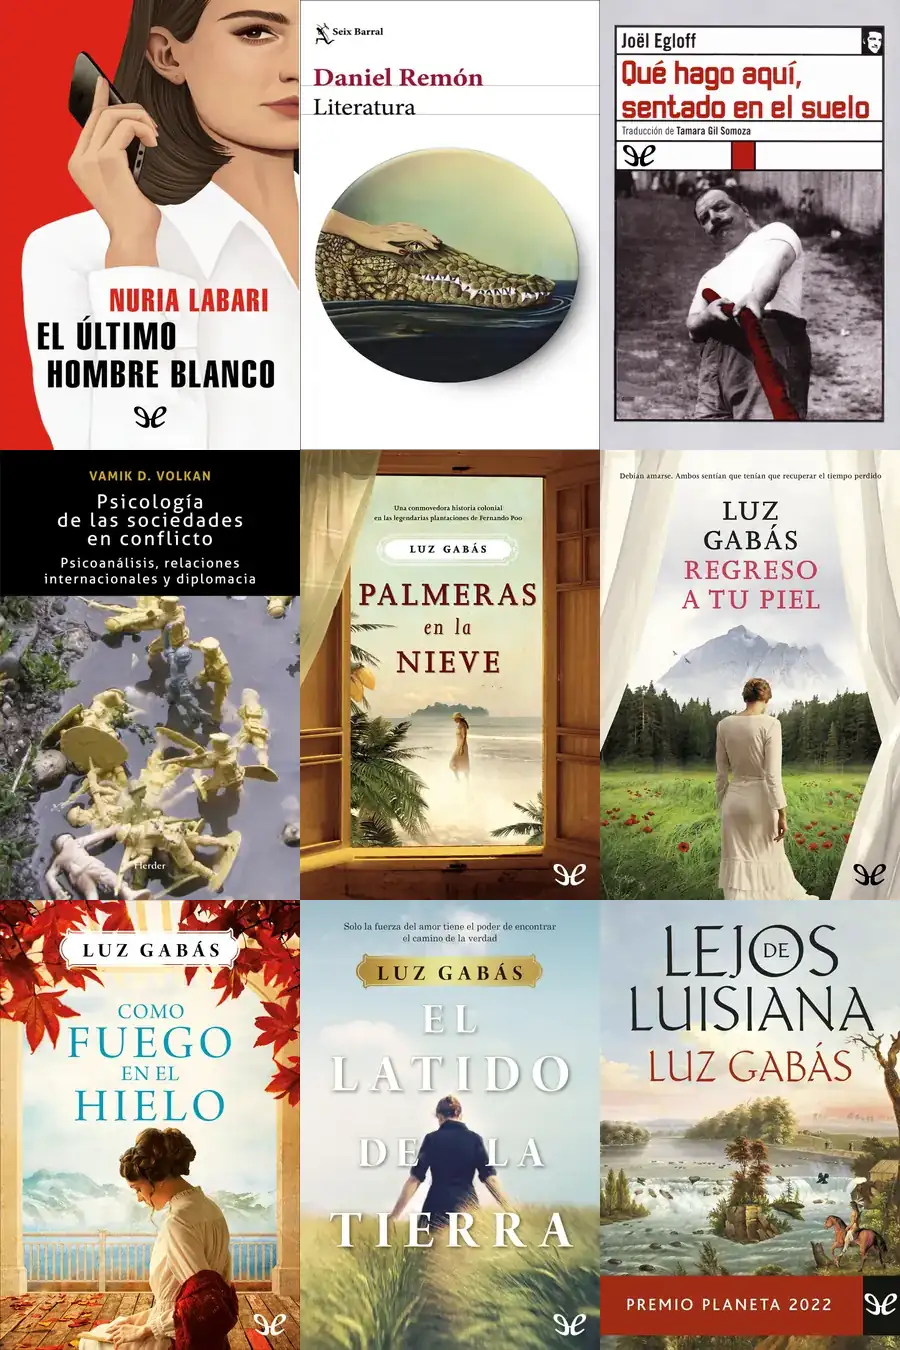 NURIA LABARI
EL ÚLTIMO
HOMBRE BLANCO
Seix Barral
Daniel Remón
Literatura
Joël Egloff
Qué hago aquí,
sentado en el suelo
Traducción de Tamara Gil Somoza
VAMIK D. VOLKAN
Psicología
de las sociedades
en conflicto
Psicoanálisis, relaciones
internacionales y diplomacia
Herder
Una conmovedora historia colonial
en las legendarias plantaciones de Fernando Poo
LUZ GABÁS
PALMERAS
en la
NIEVE
Debían amarse. Ambos sentían que tenían que recuperar el tiempo perdido
LUZ
GABÁS
REGRESO
A TU PIEL
LUZ GABÁS
COMO
FUEGO
EN EL
HIELO
Solo la fuerza del amor tiene el poder de encontrar
el camino de la verdad
LUZ GABÁS
EL
LATIDO
DE LA
TIERRA
LEJOS
DE
LUISIANA
LUZ GABÁS
PREMIO PLANETA 2022